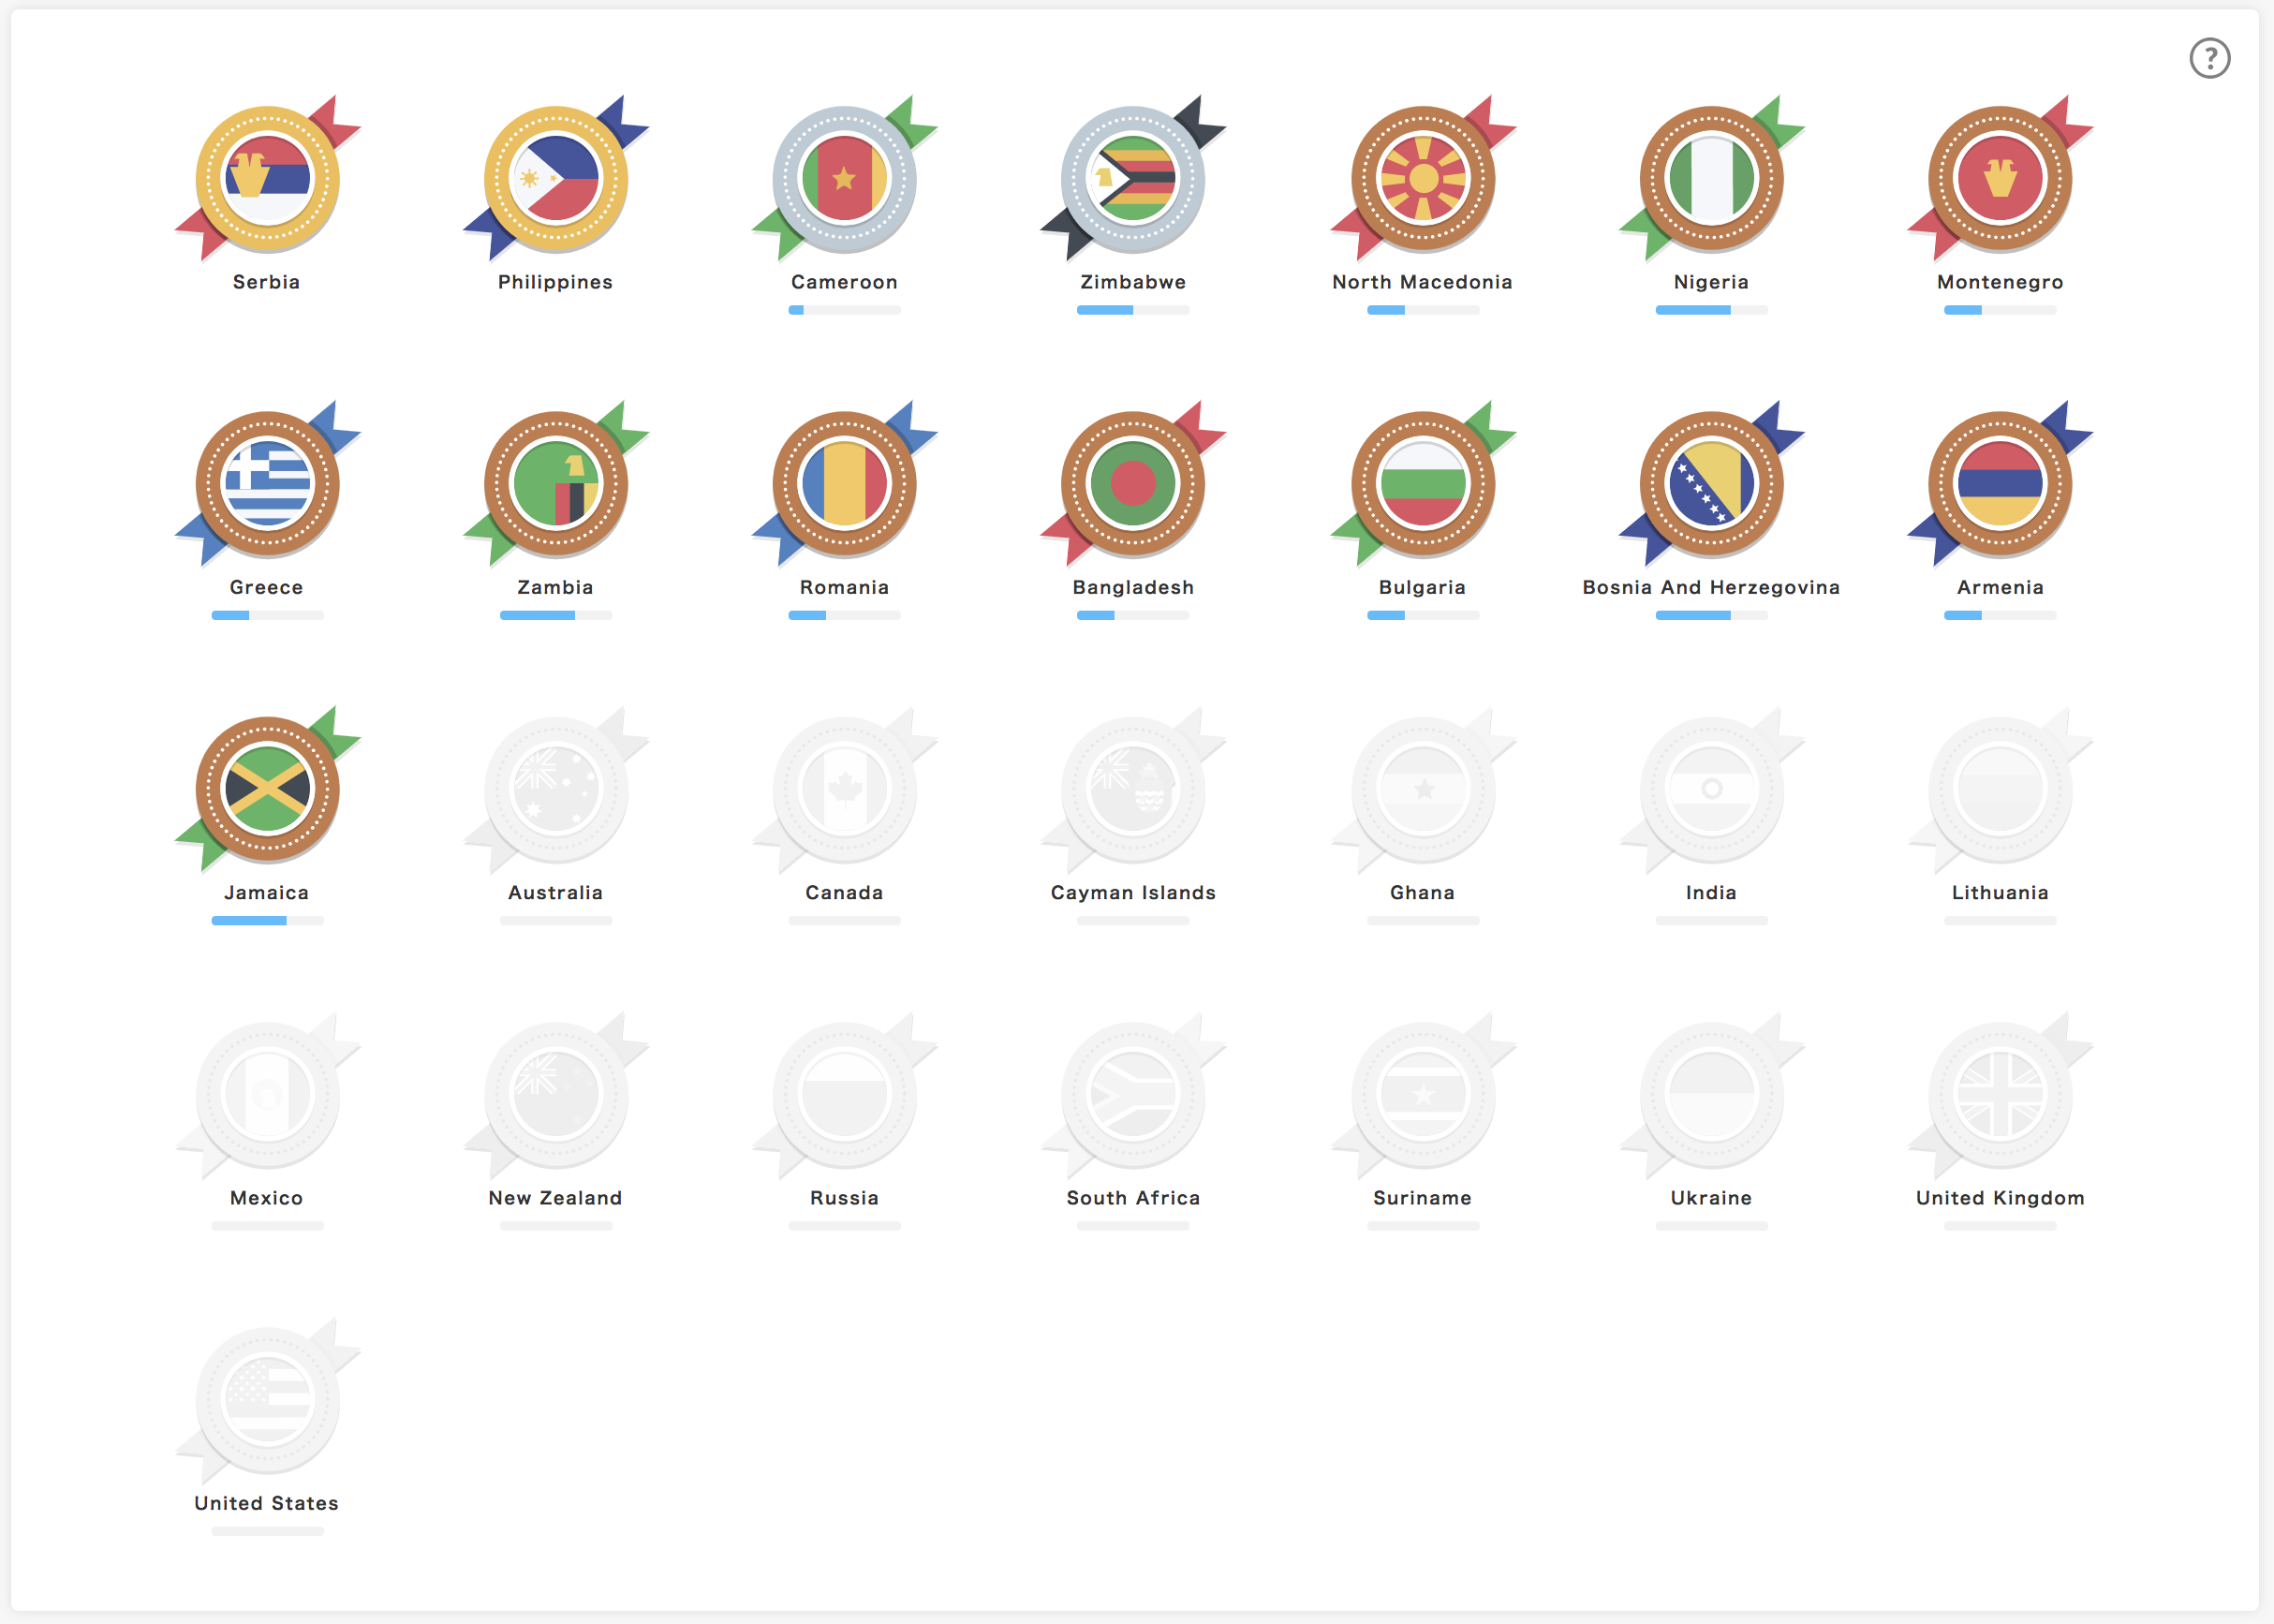 ?
Serbia
Philippines
Cameroon
Zimbabwe
North Macedonia
Nigeria
Montenegro
Greece
Zambia
Romania
Bangladesh
Bulgaria
Bosnia And Herzegovina
Armenia
Jamaica
Australia
Canada
Cayman Islands
Ghana
India
Lithuania
Mexico
New Zealand
Russia
South Africa
Suriname
Ukraine
United Kingdom
United States